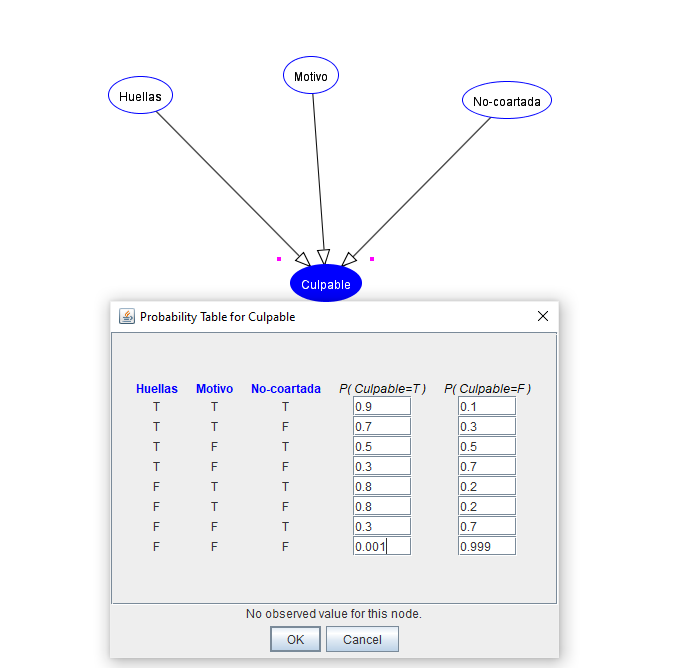 Motivo
Huellas
No-coartada
Culpable
Probability Table for Culpable
Huellas Motivo No-coartada P( Culpable=T ) P( Culpable=F )
T T T 0.9 0.1
T T F 0.7 0.3
T F T 0.5 0.5
T F F 0.3 0.7
F T T 0.8 0.2
F T F 0.8 0.2
F F T 0.3 0.7
F F F 0.001 0.999
No observed value for this node.
OK Cancel